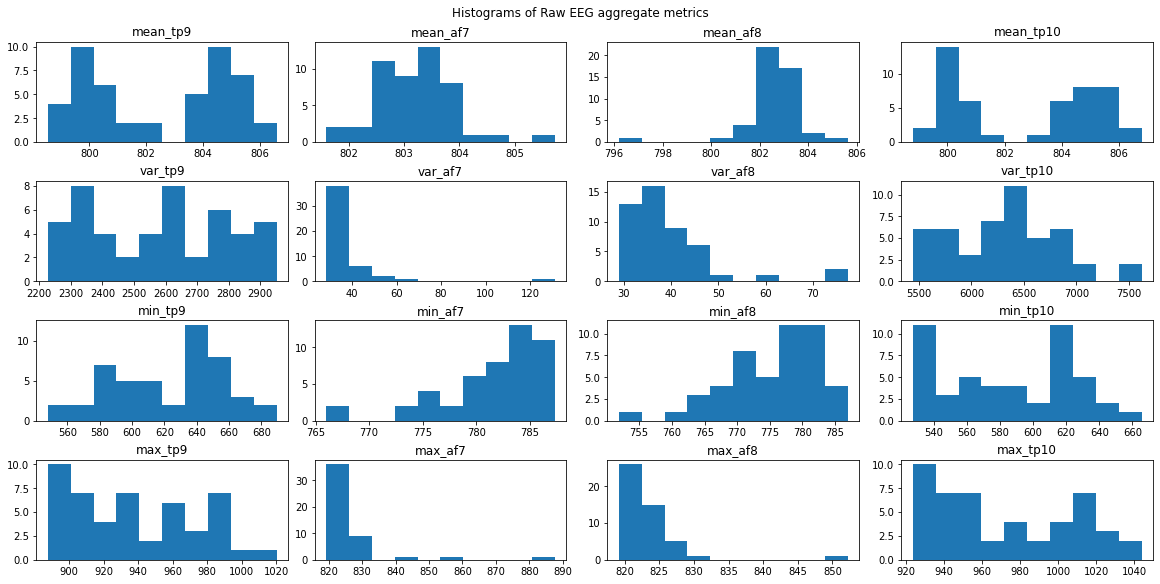 Histograms of Raw EEG aggregate metrics
mean_tp9 mean_af7 mean_af8 mean_tp10
10.0 7.5 5.0 2.5 0.0
10 5 0
20 15 10 5 0
10 5 0
800 802 804 806
802 803 804 805
796 798 800 802 804 806
800 802 804 806
var_tp9 var_af7 var_af8 var_tp10
8 6 4 2 0
30 20 10 0
15 10 5 0
10.0 7.5 5.0 2.5 0.0
2200 2300 2400 2500 2600 2700 2800 2900
40 60 80 100 120
30 40 50 60 70
5500 6000 6500 7000 7500
min_tp9 min_af7 min_af8 min_tp10
10 5 0
10 5 0
10.0 7.5 5.0 2.5 0.0
10.0 7.5 5.0 2.5 0.0
560 580 600 620 640 660 680
765 770 775 780 785
755 760 765 770 775 780 785
540 560 580 600 620 640 660
max_tp9 max_af7 max_af8 max_tp10
10.0 7.5 5.0 2.5 0.0
30 20 10 0
20 10 0
10.0 7.5 5.0 2.5 0.0
900 920 940 960 980 1000 1020
820 830 840 850 860 870 880 890
820 825 830 835 840 845 850
920 940 960 980 1000 1020 1040